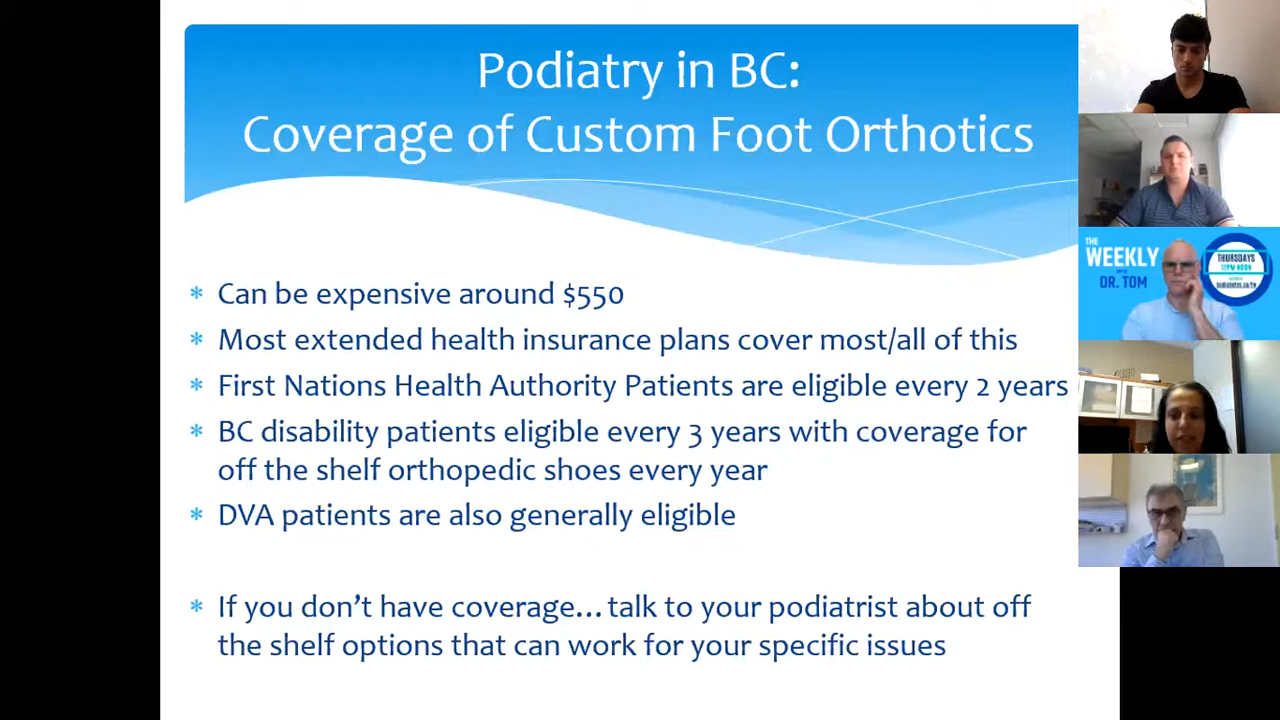 Podiatry in BC:
Coverage of Custom Foot Orthotics
* Can be expensive around $550
* Most extended health insurance plans cover most/all of this
* First Nations Health Authority Patients are eligible every 2 years
* BC disability patients eligible every 3 years with coverage for
off the shelf orthopedic shoes every year
* DVA patients are also generally eligible
* If you don't have coverage... talk to your podiatrist about off
the shelf options that can work for your specific issues
THE
WEEKLY
DR. TOM
THURSDAYS
12PM NOON